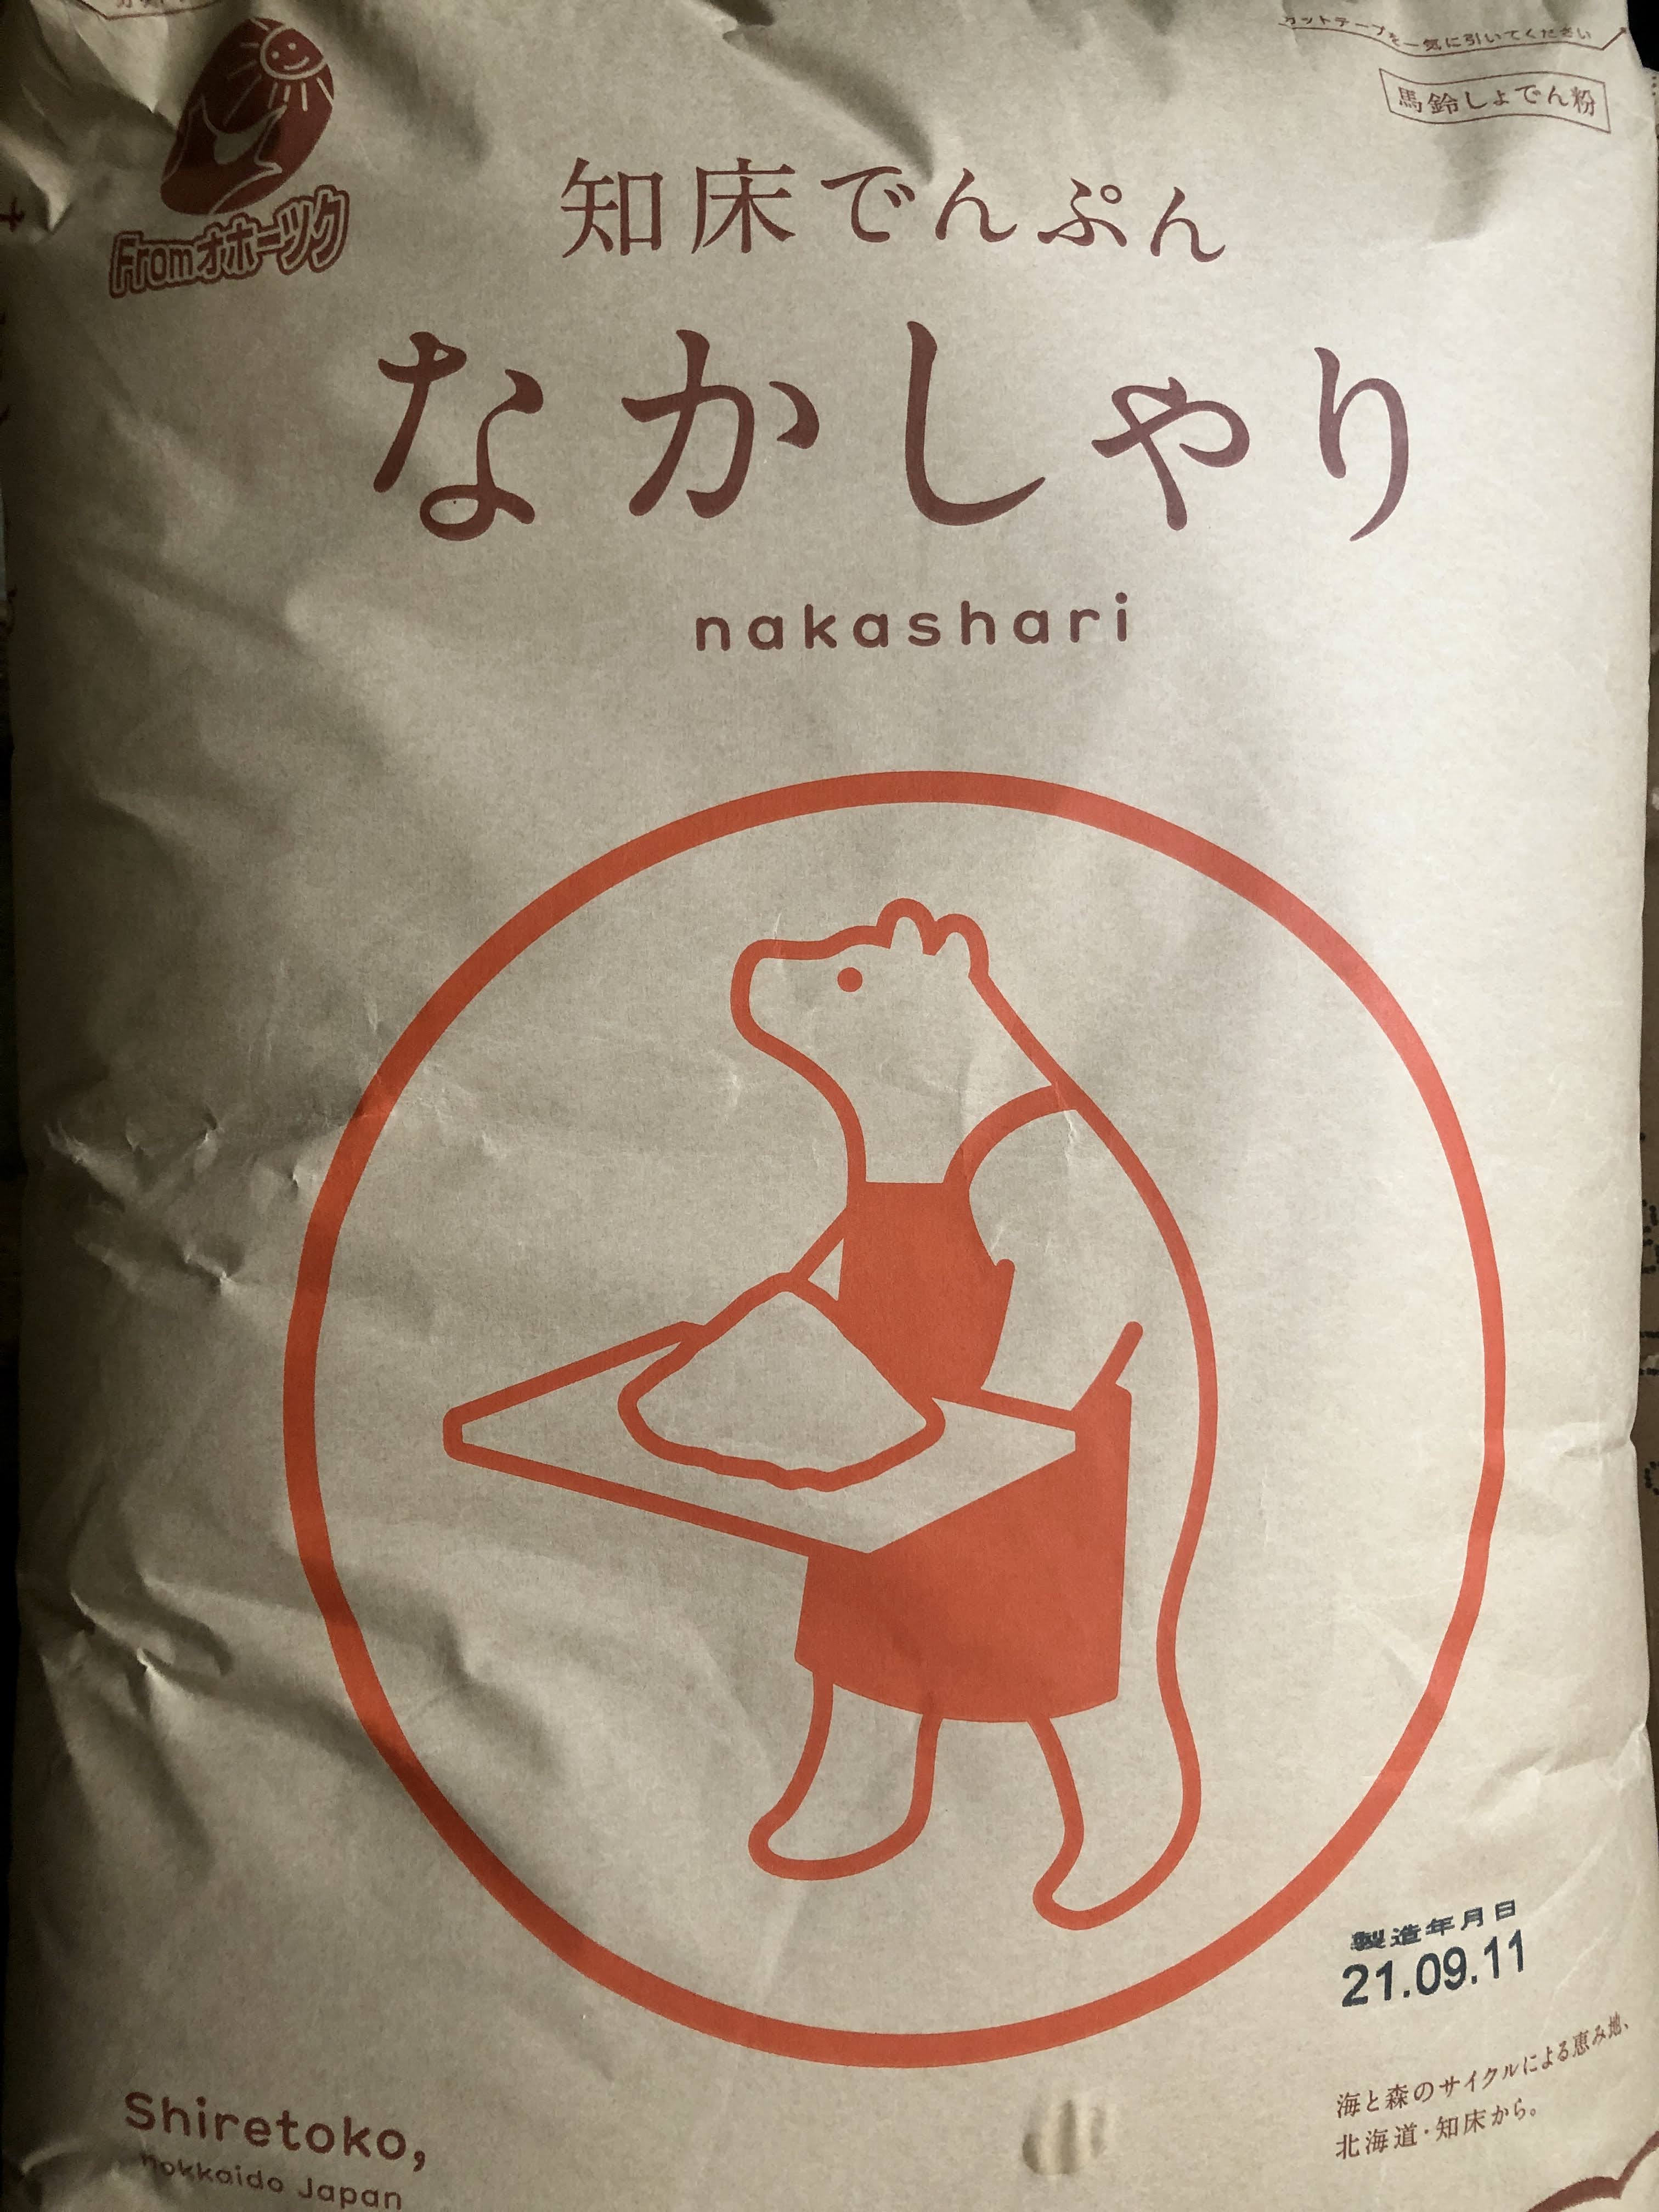 カットテープを一気に引いてください
馬鈴しょでん粉
Fromオホーツク
知床でんぷん
なかしゃり
nakashari
製造年月日
21.09.11
海と森のサイクルによる恵み地、
北海道・知床から。
Shiretoko,
Hokkaido Japan